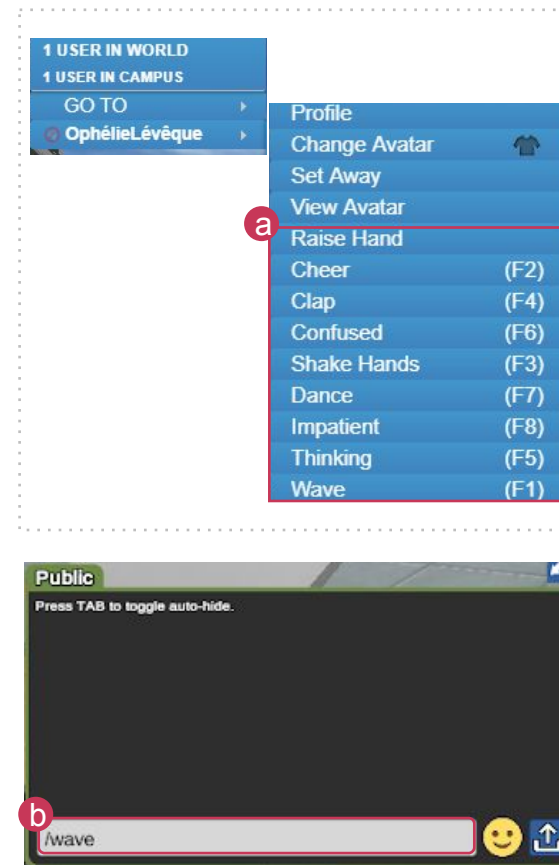 1 USER IN WORLD
1 USER IN CAMPUS
GO TO
OphélieLévêque
Profile
Change Avatar
Set Away
View Avatar
a
Raise Hand
Cheer (F2)
Clap (F4)
Confused (F6)
Shake Hands (F3)
Dance (F7)
Impatient (F8)
Thinking (F5)
Wave (F1)
Public
Press TAB to toggle auto-hide.
b
/wave